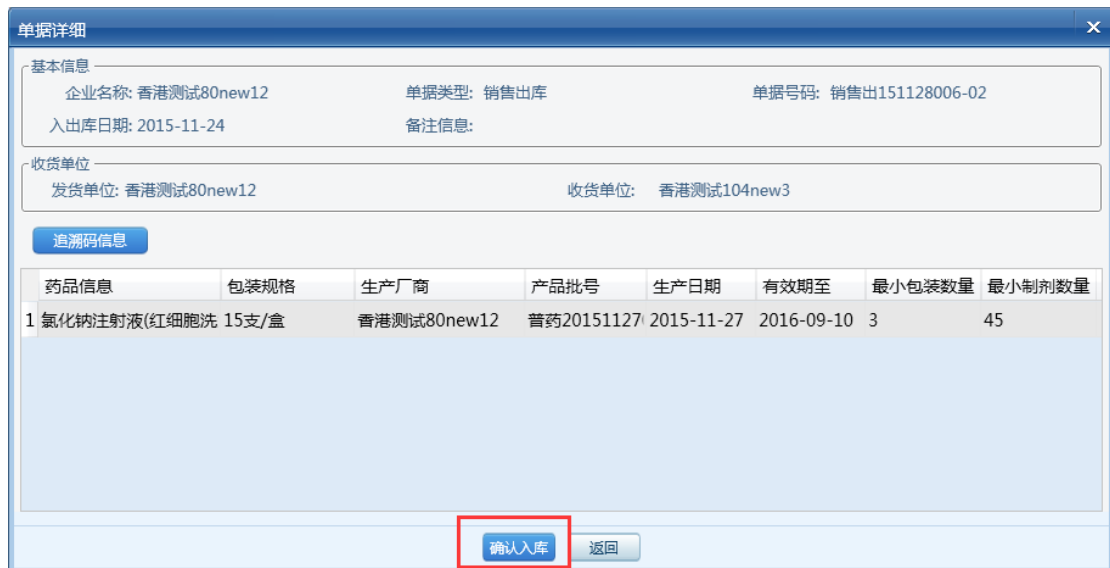 单据详细
基本信息
企业名称: 香港测试80new12 单据类型: 销售出库 单据号码: 销售出151128006-02
入出库日期: 2015-11-24 备注信息:
收货单位
发货单位: 香港测试80new12 收货单位: 香港测试104new3
追溯码信息
药品信息 包装规格 生产厂商 产品批号 生产日期 有效期至 最小包装数量 最小制剂数量
1 氯化钠注射液(红细胞洗 15支/盒 香港测试80new12 普药20151127 2015-11-27 2016-09-10 3 45
确认入库 返回